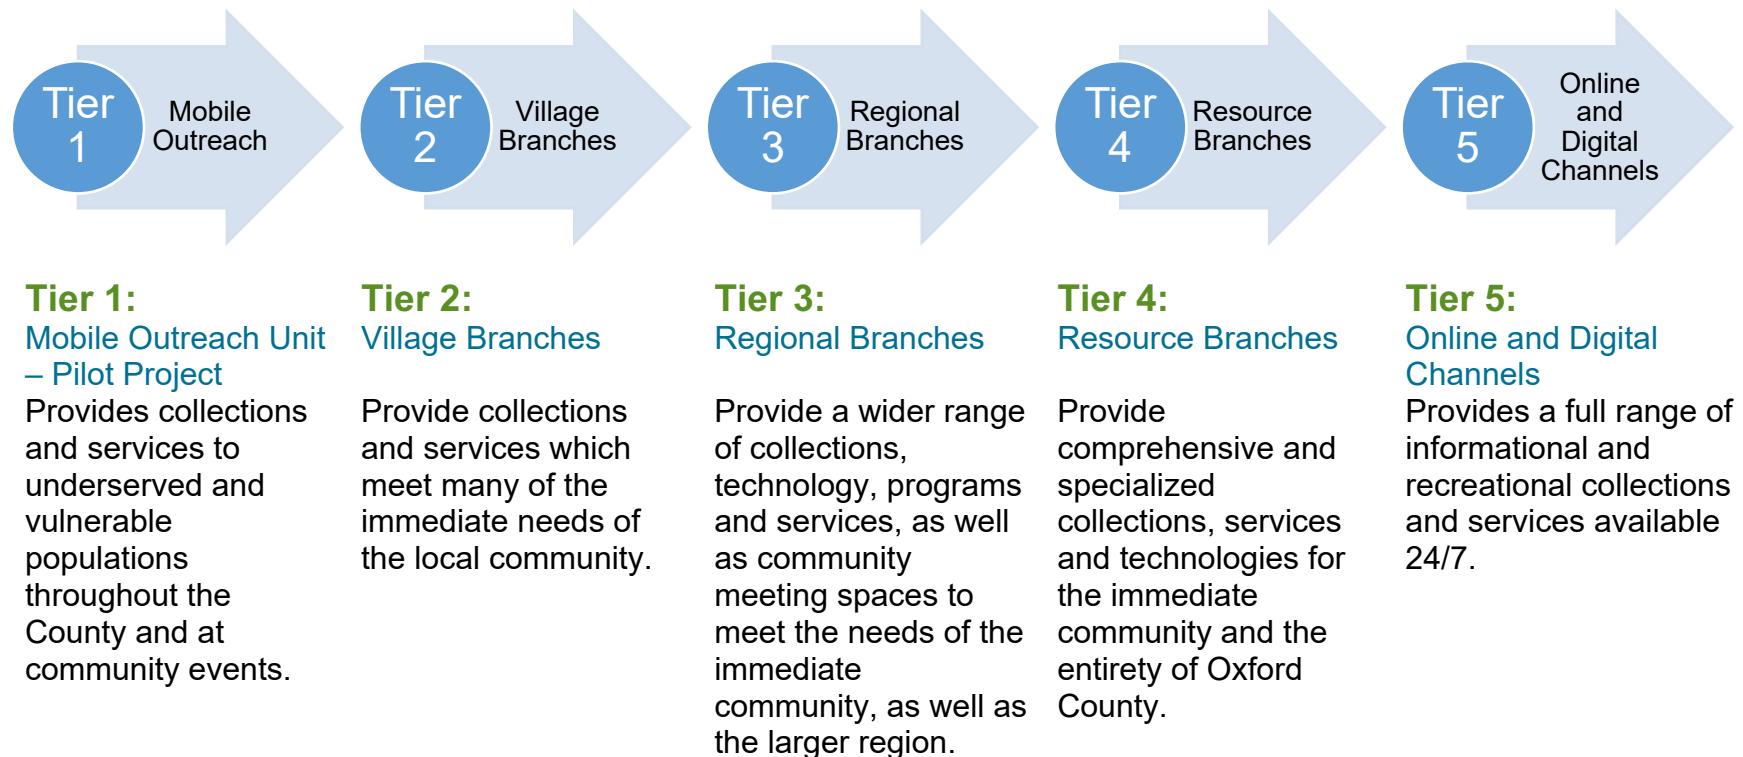 Tier
1
Mobile
Outreach
Tier
2
Village
Branches
Tier
3
Regional
Branches
Tier
4
Resource
Branches
Tier
5
Online
and
Digital
Channels
Tier 1:
Mobile Outreach Unit
– Pilot Project
Provides collections
and services to
underserved and
vulnerable
populations
throughout the
County and at
community events.
Tier 2:
Village Branches
Provide collections
and services which
meet many of the
immediate needs of
the local community.
Tier 3:
Regional Branches
Provide a wider range
of collections,
technology, programs
and services, as well
as community
meeting spaces to
meet the needs of the
immediate
community, as well as
the larger region.
Tier 4:
Resource Branches
Provide
comprehensive and
specialized
collections, services
and technologies for
the immediate
community and the
entirety of Oxford
County.
Tier 5:
Online and Digital
Channels
Provides a full range of
informational and
recreational collections
and services available
24/7.